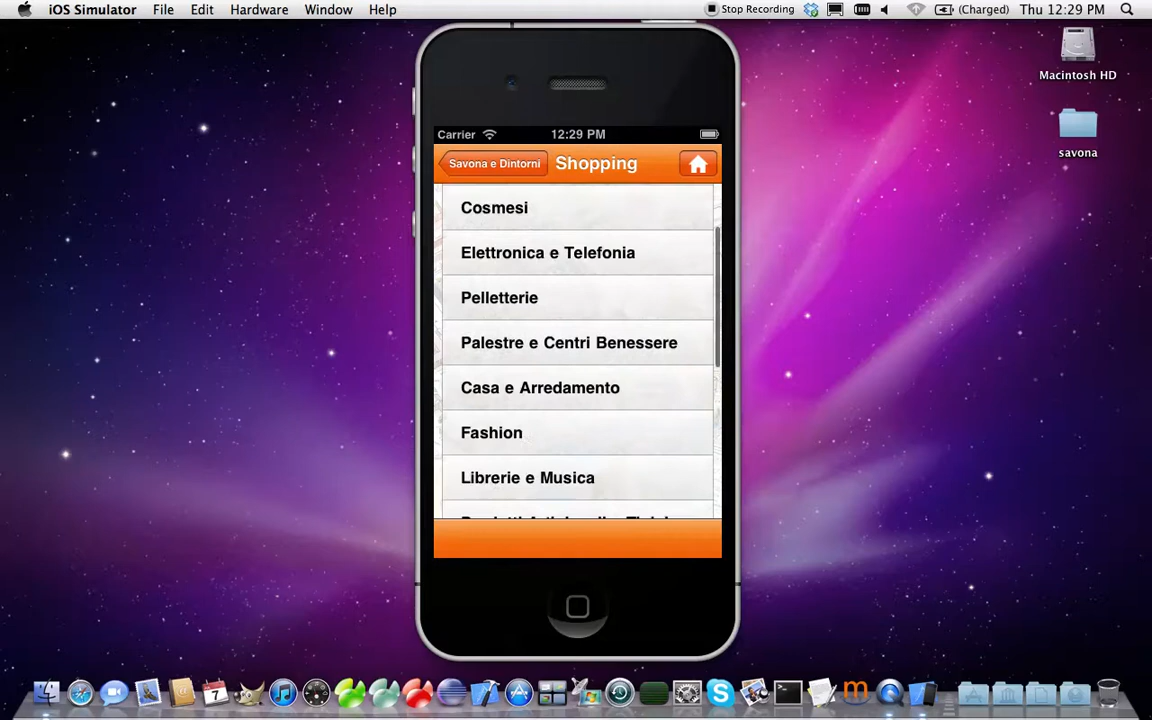 iOS Simulator File Edit Hardware Window Help Stop Recording (Charged) Thu 12:29 PM
Macintosh HD
savona
Carrier 12:29 PM
Savona e Dintorni Shopping
Cosmesi
Elettronica e Telefonia
Pelletterie
Palestre e Centri Benessere
Casa e Arredamento
Fashion
Librerie e Musica
7